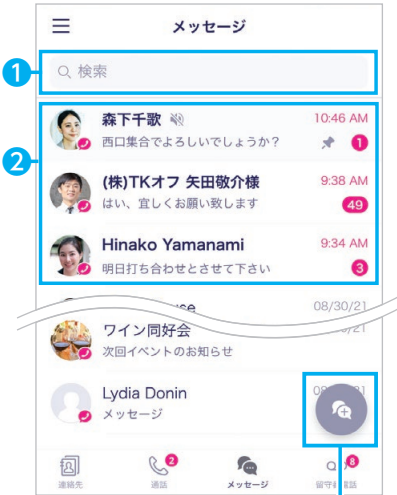 メッセージ
1
検索
2
森下千歌
10:46 AM
西口集合でよろしいでしょうか？
1
(株)TKオフ 矢田敬介様
9:38 AM
はい、宜しくお願い致します
49
Hinako Yamanami
9:34 AM
明日打ち合わせとさせて下さい
3
08/30/21
ワイン同好会
次回イベントのお知らせ
Lydia Donin
メッセージ
連絡先
2
通話
メッセージ
8